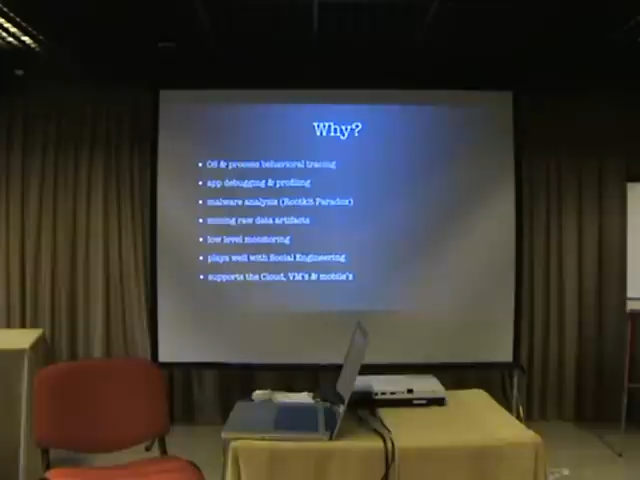 Why?
• OS & process behavioral tracing
• app debugging & profiling
• malware analysis (Rootkit Paradox)
• mining raw data artifacts
• low level monitoring
• plays well with Social Engineering
• supports the Cloud, VM's & mobile's